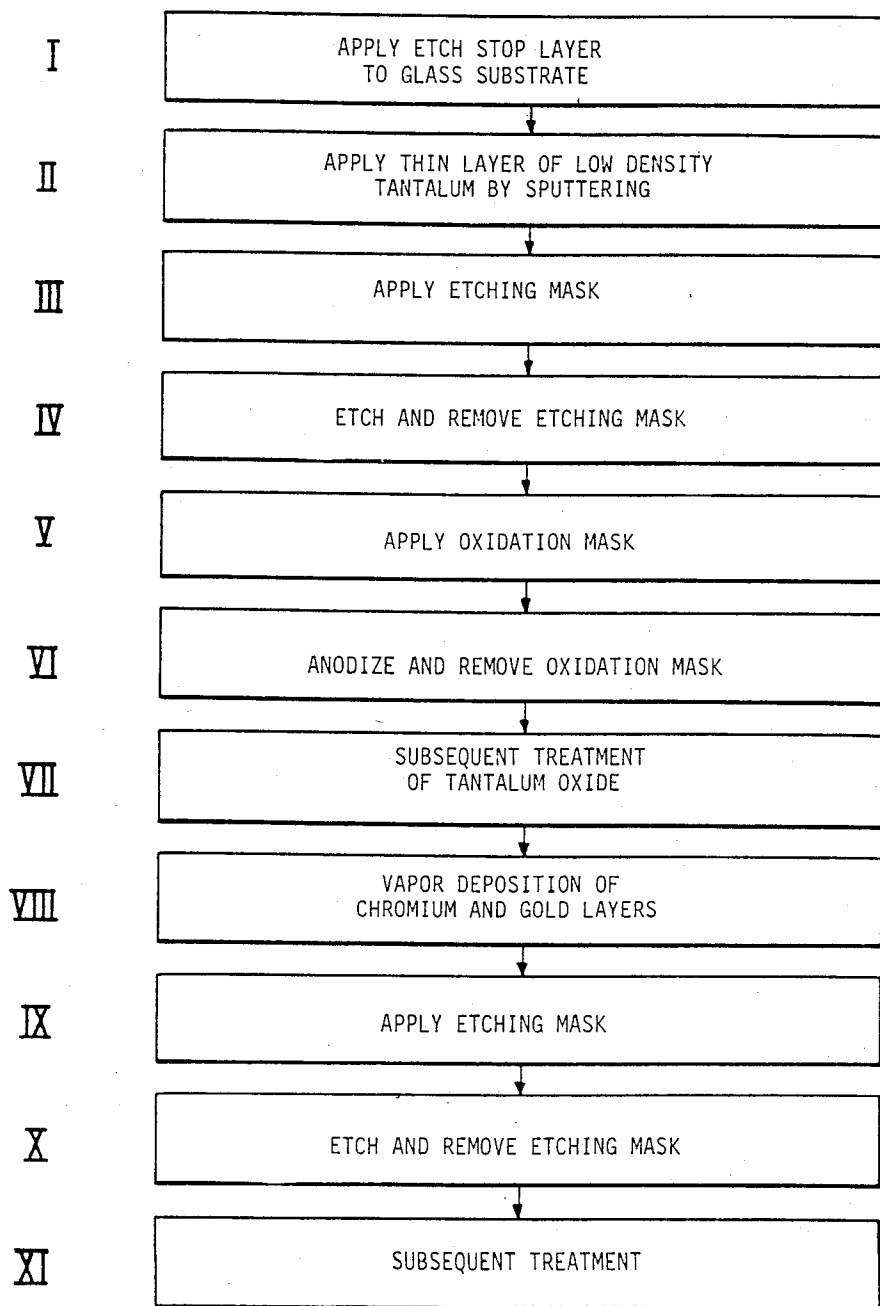 I
APPLY ETCH STOP LAYER
TO GLASS SUBSTRATE
II
APPLY THIN LAYER OF LOW DENSITY
TANTALUM BY SPUTTERING
III
APPLY ETCHING MASK
IV
ETCH AND REMOVE ETCHING MASK
V
APPLY OXIDATION MASK
VI
ANODIZE AND REMOVE OXIDATION MASK
VII
SUBSEQUENT TREATMENT
OF TANTALUM OXIDE
VIII
VAPOR DEPOSITION OF
CHROMIUM AND GOLD LAYERS
IX
APPLY ETCHING MASK
X
ETCH AND REMOVE ETCHING MASK
XI
SUBSEQUENT TREATMENT